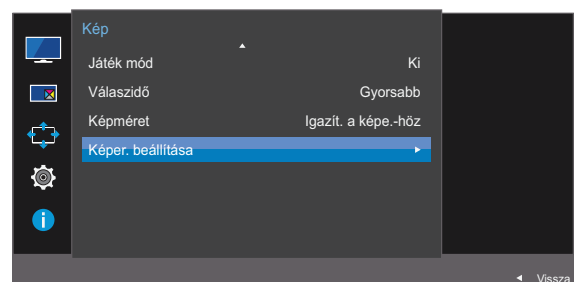 Kép
Játék mód Ki
Válaszidő Gyorsabb
Képméret Igazít. a képe.-höz
Képer. beállítása
Vissza